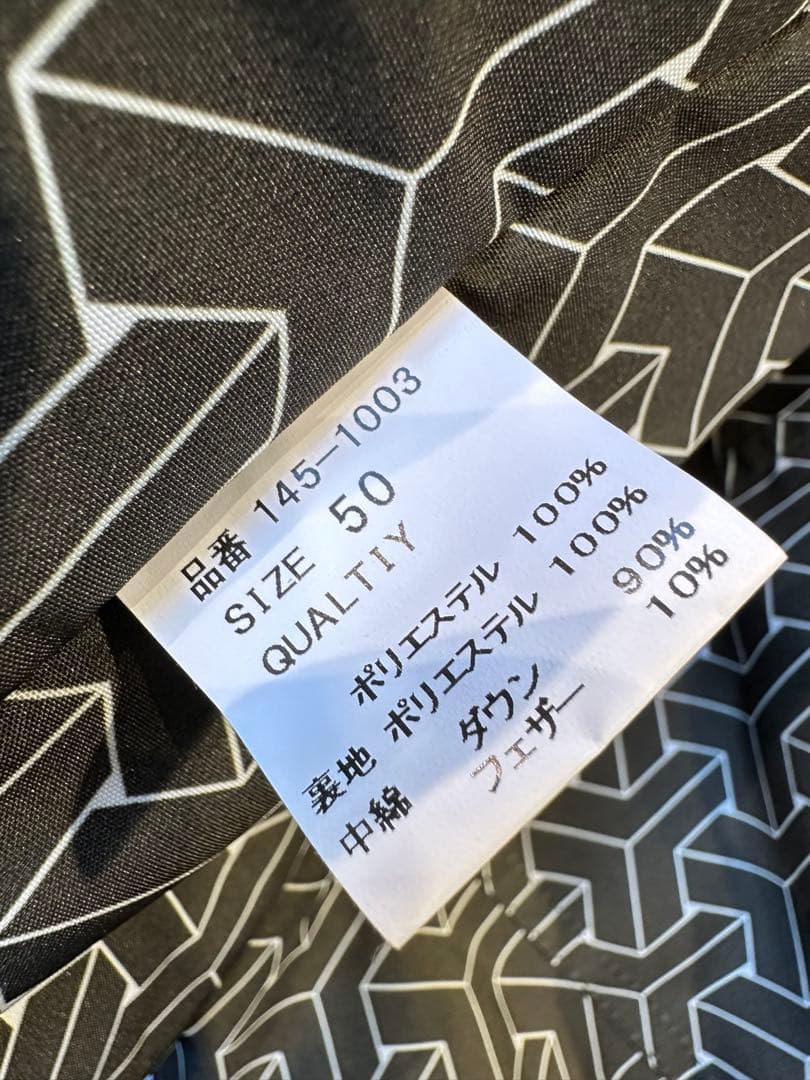 品番 145-1003
SIZE 50
QUALTIY
ポリエステル 100%
裏地 ポリエステル 100%
中綿 ダウン 90%
フェザー 10%